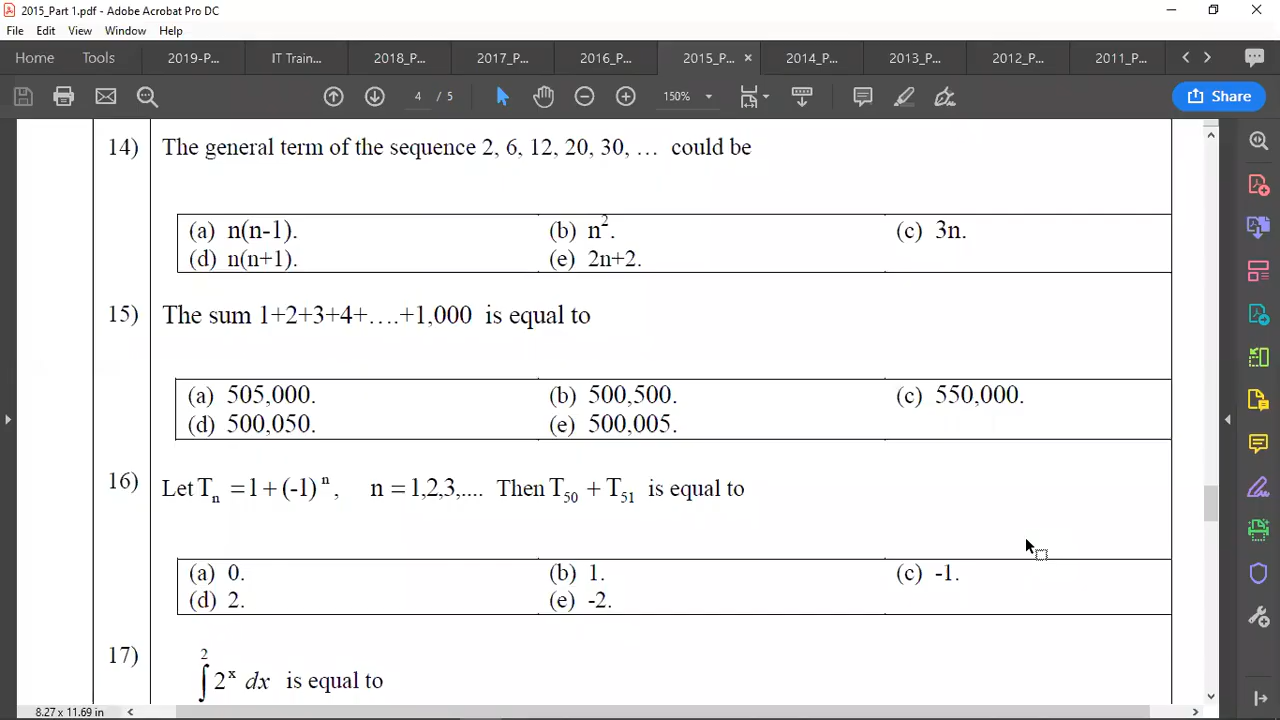 2015_Part 1.pdf - Adobe Acrobat Pro DC
File Edit View Window Help
Home Tools 2019-P... IT Train... 2018_P... 2017_P... 2016_P... 2015_P... × 2014_P... 2013_P... 2012_P... 2011_P...
4 / 5 150% Share
14) The general term of the sequence 2, 6, 12, 20, 30, … could be
(a) n(n-1). (b) n². (c) 3n.
(d) n(n+1). (e) 2n+2.
15) The sum 1+2+3+4+….+1,000 is equal to
(a) 505,000. (b) 500,500. (c) 550,000.
(d) 500,050. (e) 500,005.
16) Let Tₙ = 1 + (-1)ⁿ, n = 1,2,3,.... Then T₅₀ + T₅₁ is equal to
(a) 0. (b) 1. (c) -1.
(d) 2. (e) -2.
17) ∫² 2ˣ dx is equal to
8.27 x 11.69 in